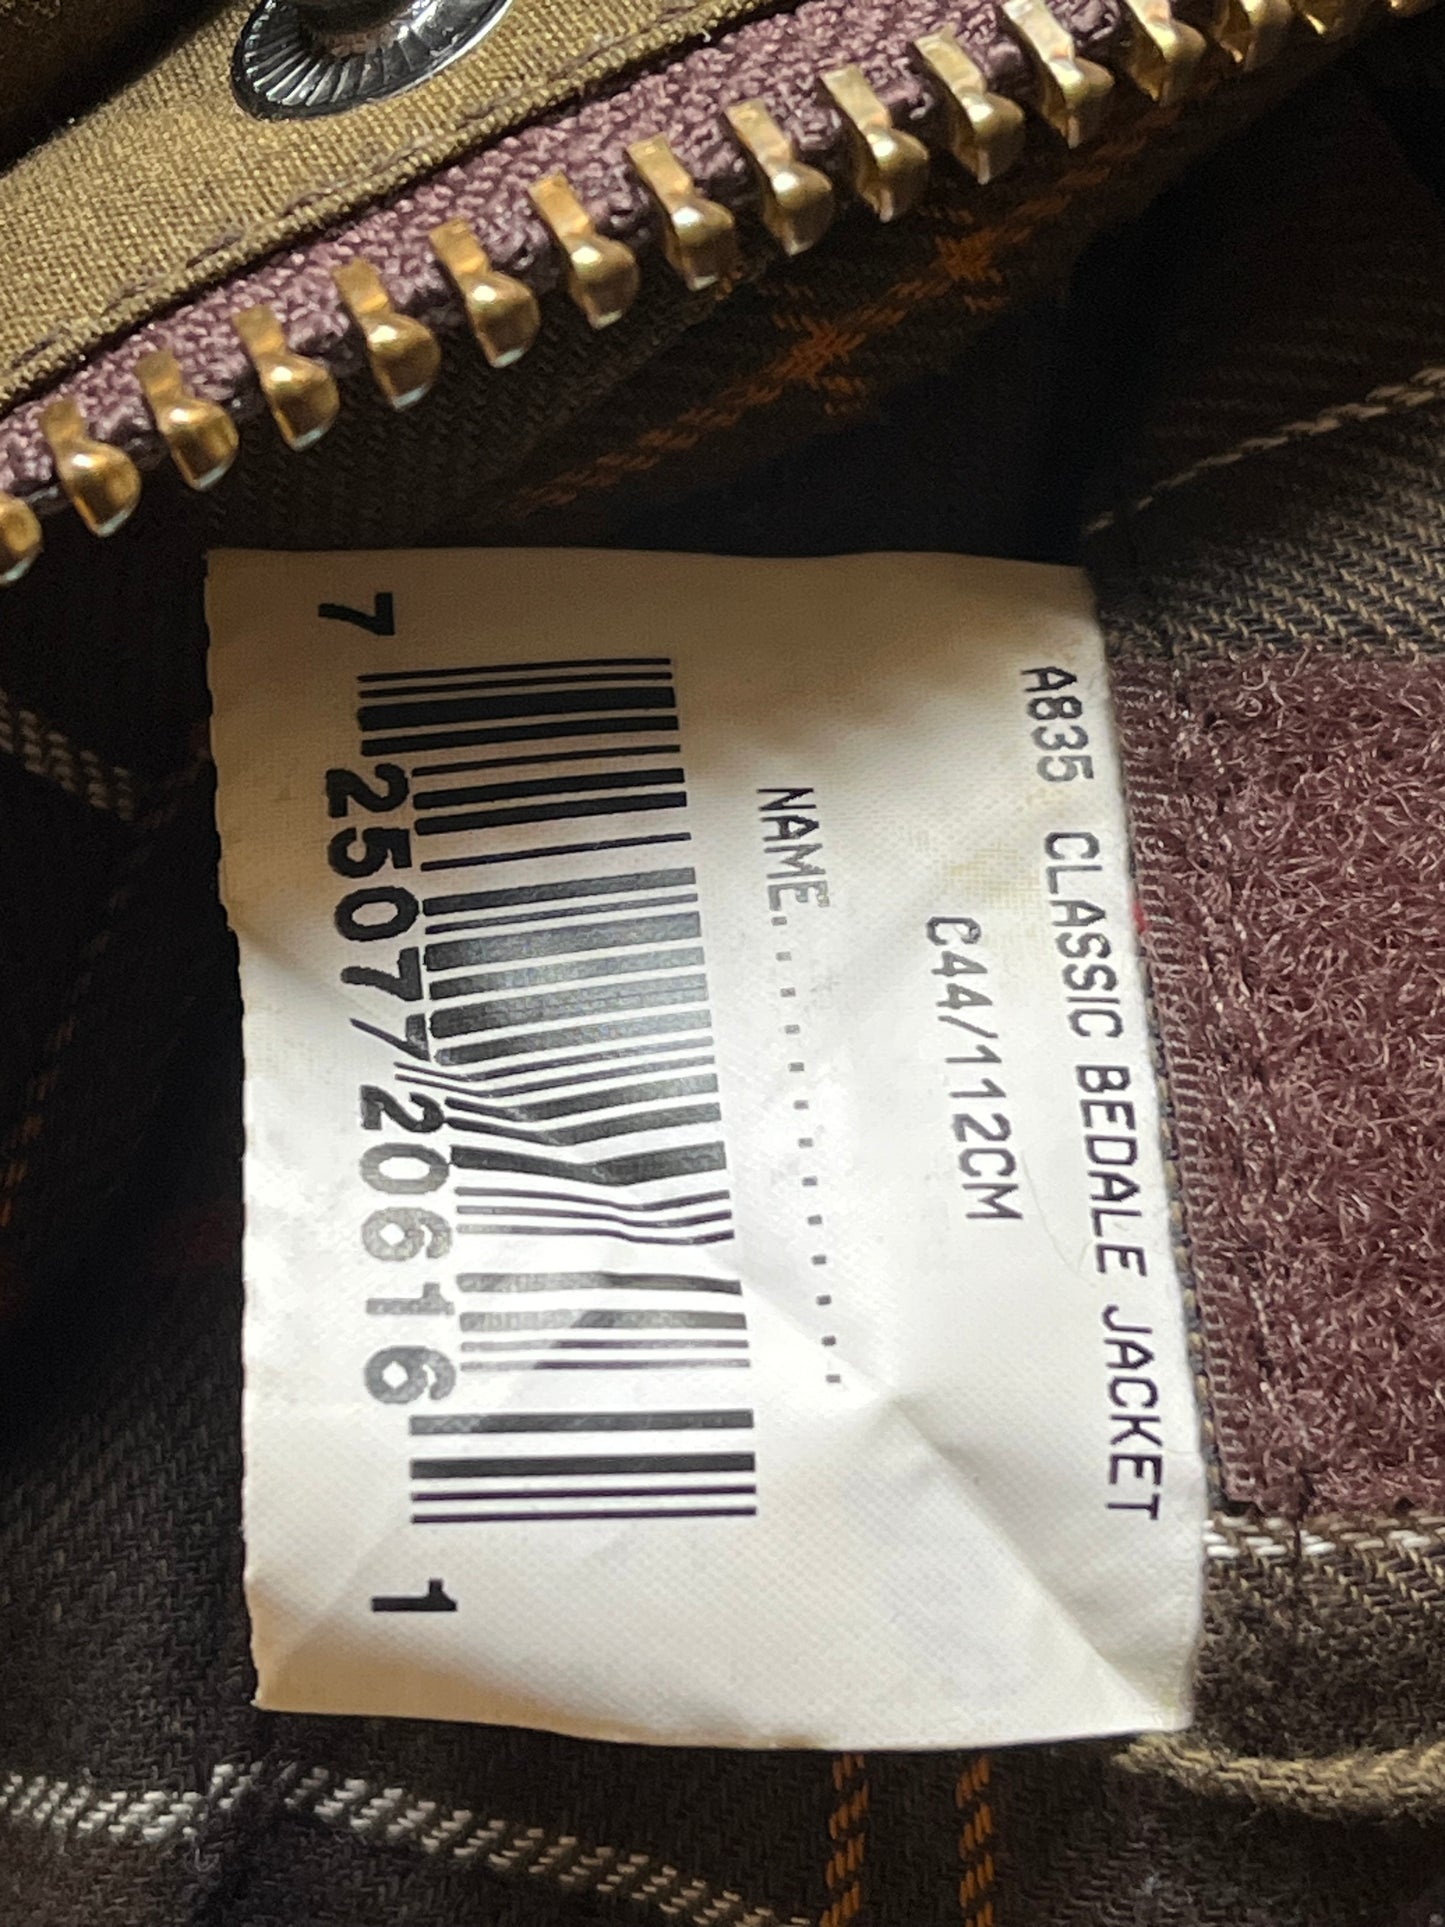 A835 CLASSIC BEDALE JACKET
C44/112CM
NAME...............
7 25077 20616 1